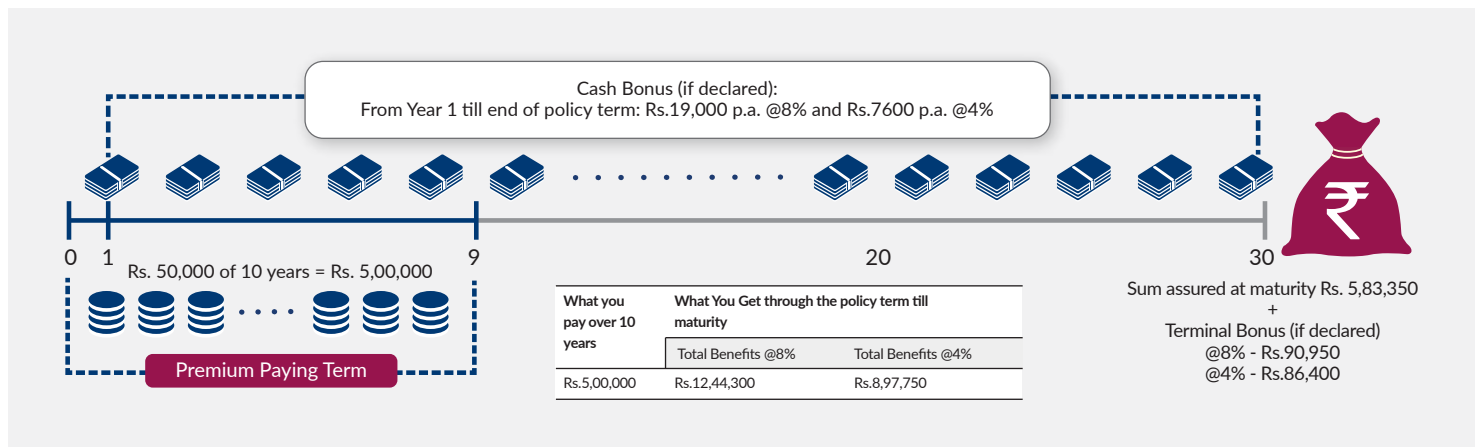 Cash Bonus (if declared):
From Year 1 till end of policy term: Rs.19,000 p.a. @8% and Rs.7600 p.a. @4%
₹
0 1 9 20 30
Rs. 50,000 of 10 years = Rs. 5,00,000
Premium Paying Term
What you
pay over 10
years
What You Get through the policy term till
maturity
Total Benefits @8% Total Benefits @4%
Rs.5,00,000 Rs.12,44,300 Rs.8,97,750
Sum assured at maturity Rs. 5,83,350
+
Terminal Bonus (if declared)
@8% - Rs.90,950
@4% - Rs.86,400